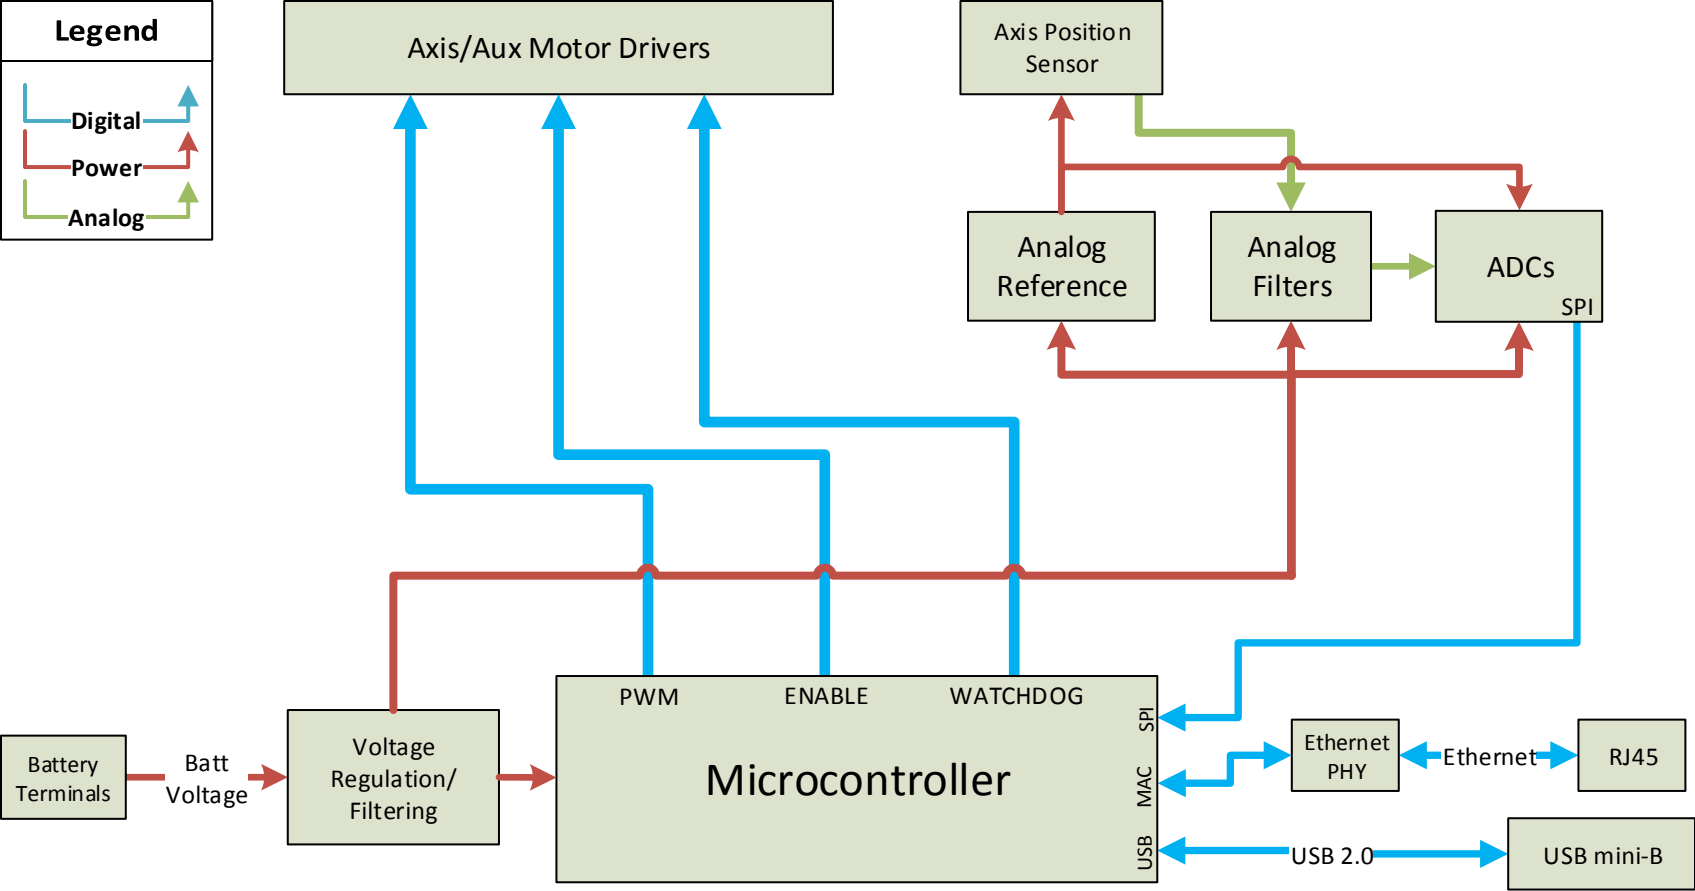 Legend
Digital
Power
Analog
Axis/Aux Motor Drivers
Axis Position
Sensor
Analog
Reference
Analog
Filters
ADCs
SPI
Battery
Terminals
Batt
Voltage
Voltage
Regulation/
Filtering
PWM
ENABLE
WATCHDOG
Microcontroller
SPI
MAC
USB
Ethernet
PHY
Ethernet
RJ45
USB 2.0
USB mini-B